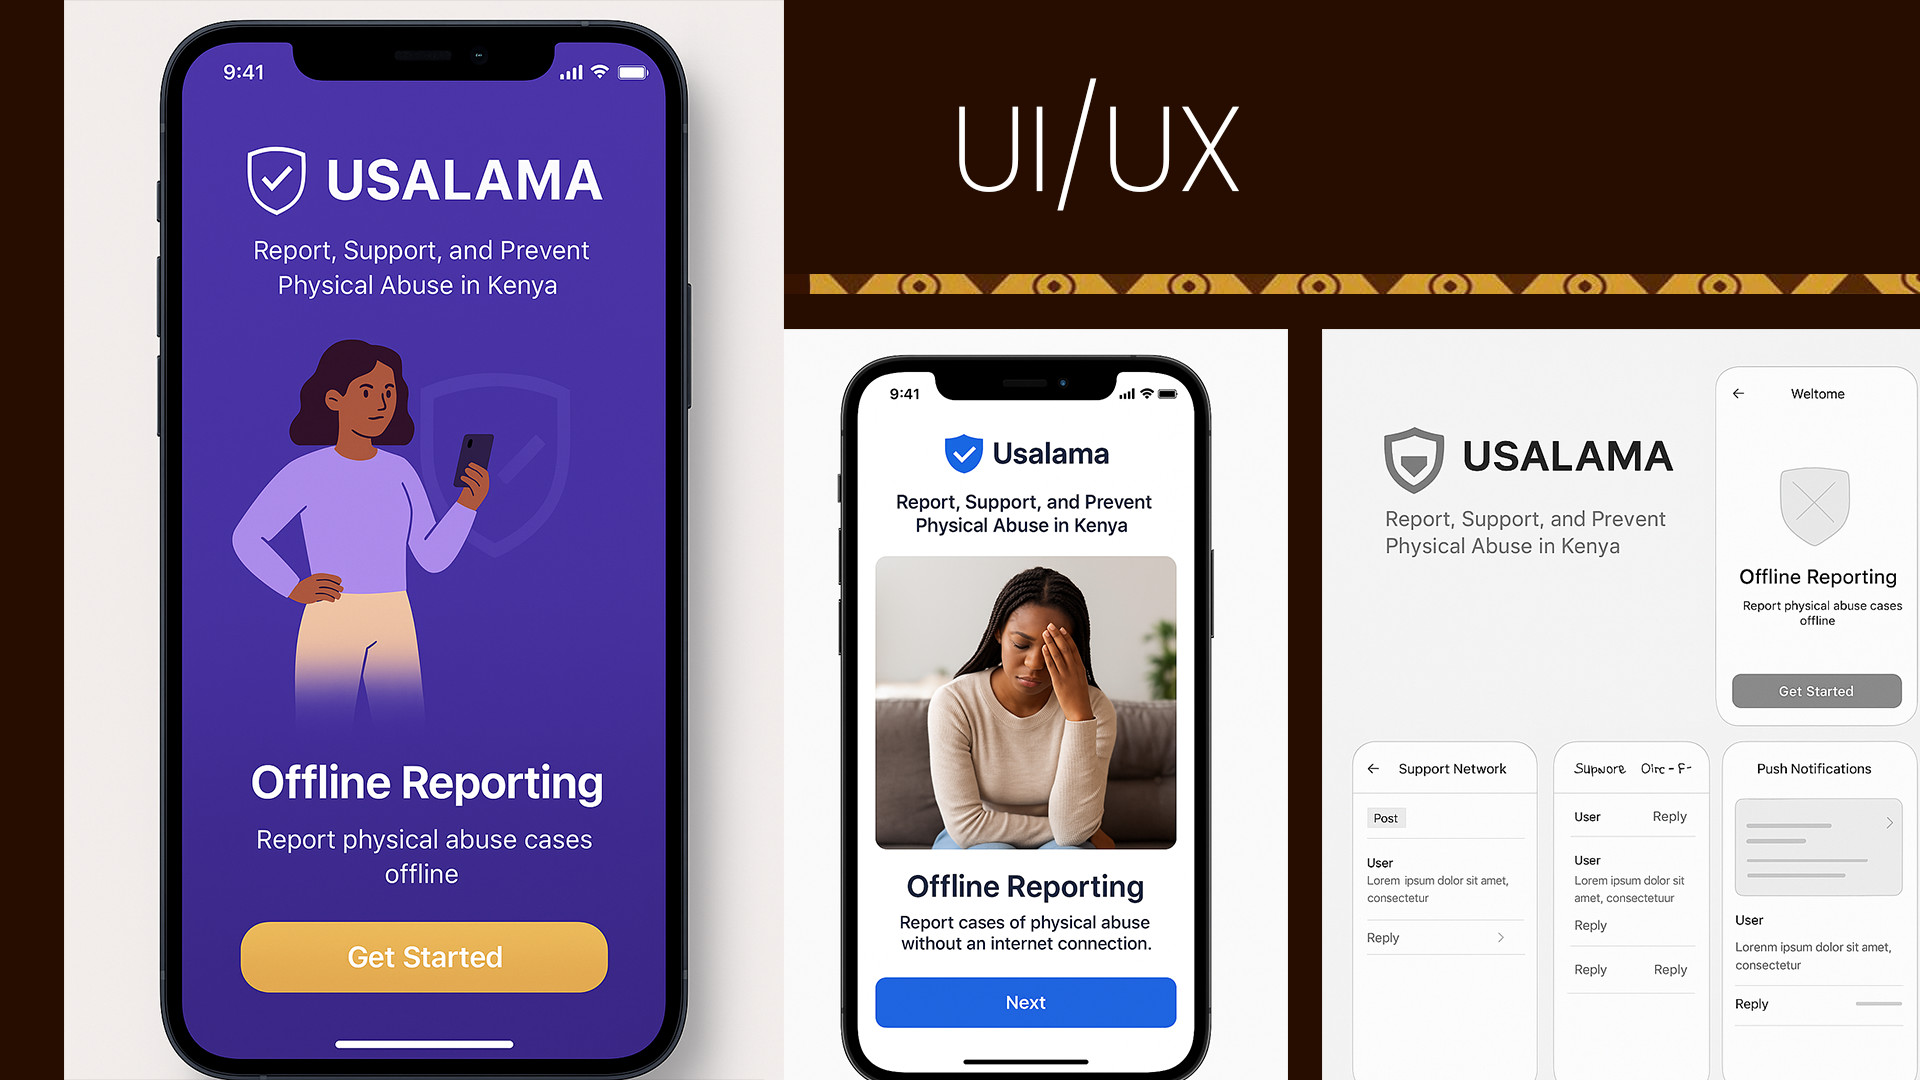 9:41
USALAMA
Report, Support, and Prevent
Physical Abuse in Kenya
Offline Reporting
Report physical abuse cases
offline
Get Started
UI/UX
9:41
Usalama
Report, Support, and Prevent
Physical Abuse in Kenya
Offline Reporting
Report cases of physical abuse
without an internet connection.
Next
USALAMA
Report, Support, and Prevent
Physical Abuse in Kenya
Weltome
Offline Reporting
Report physical abuse cases
offline
Get Started
Support Network
Post
User
Lorem ipsum dolor sit amet,
consectetur
Reply
User Reply
User
Lorem ipsum dolor sit
amet, consectetuur
Reply
Reply Reply
Push Notifications
User
Lorenm ipsum dolor sit amet,
consectetur
Reply